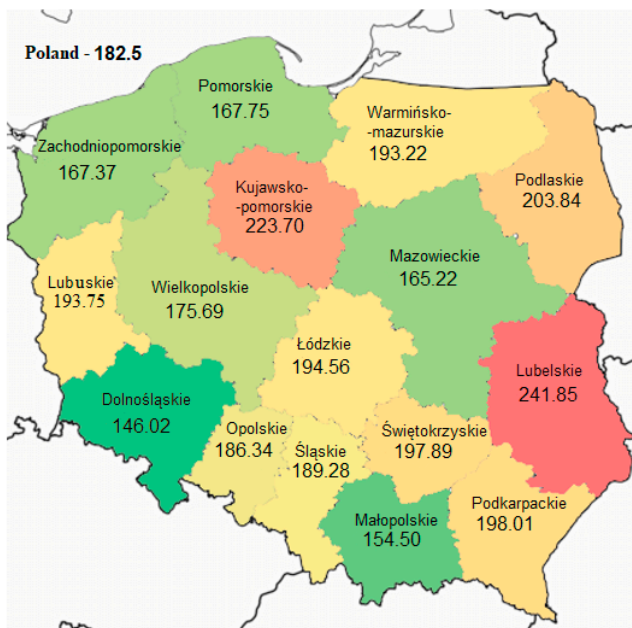 Poland - 182.5
Pomorskie
167.75
Warmińsko-
-mazurskie
193.22
Zachodniopomorskie
167.37
Kujawsko-
-pomorskie
223.70
Podlaskie
203.84
Mazowieckie
165.22
Lubuskie
193.75
Wielkopolskie
175.69
Łódzkie
194.56
Lubelskie
241.85
Dolnośląskie
146.02
Opolskie
186.34
Śląskie
189.28
Świętokrzyskie
197.89
Małopolskie
154.50
Podkarpackie
198.01